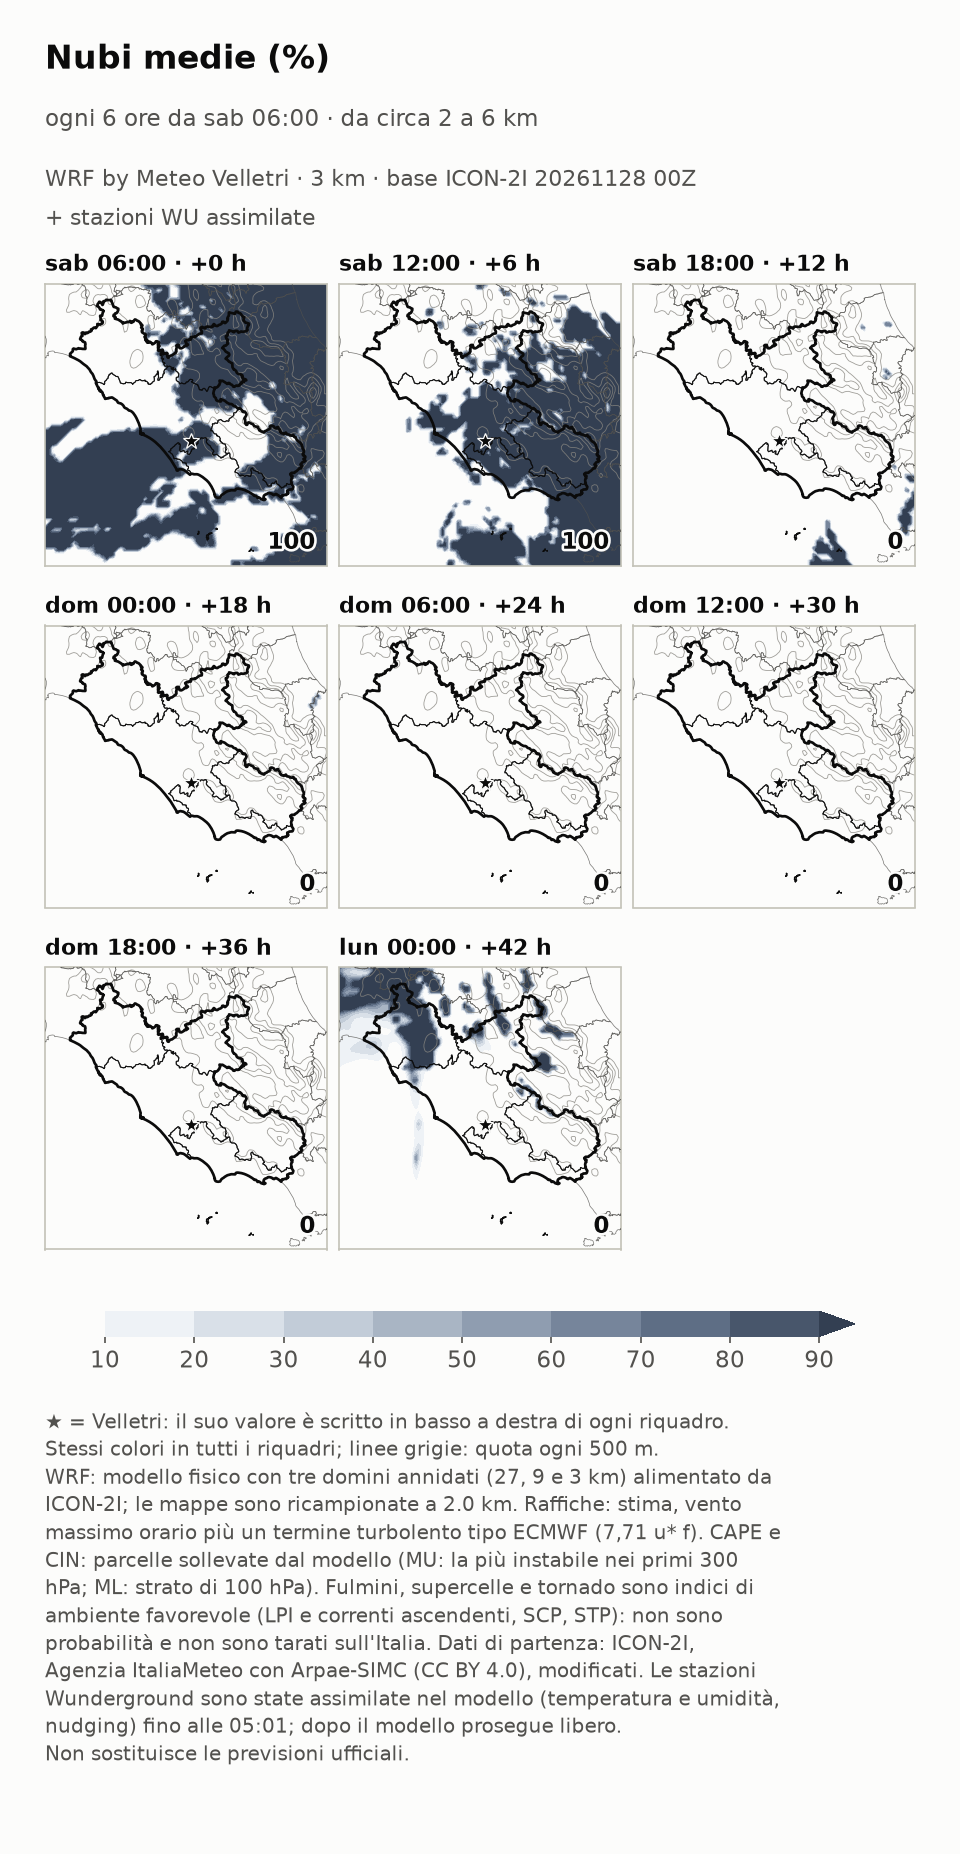 Nubi medie (%)
ogni 6 ore da sab 06:00 · da circa 2 a 6 km
WRF by Meteo Velletri · 3 km · base ICON-2I 20261128 00Z
+ stazioni WU assimilate
sab 06:00 · +0 h
sab 12:00 · +6 h
sab 18:00 · +12 h
100
100
0
dom 00:00 · +18 h
dom 06:00 · +24 h
dom 12:00 · +30 h
0
0
0
dom 18:00 · +36 h
lun 00:00 · +42 h
0
0
10 20 30 40 50 60 70 80 90
★ = Velletri: il suo valore è scritto in basso a destra di ogni riquadro.
Stessi colori in tutti i riquadri; linee grigie: quota ogni 500 m.
WRF: modello fisico con tre domini annidati (27, 9 e 3 km) alimentato da
ICON-2I; le mappe sono ricampionate a 2.0 km. Raffiche: stima, vento
massimo orario più un termine turbolento tipo ECMWF (7,71 u* f). CAPE e
CIN: parcelle sollevate dal modello (MU: la più instabile nei primi 300
hPa; ML: strato di 100 hPa). Fulmini, supercelle e tornado sono indici di
ambiente favorevole (LPI e correnti ascendenti, SCP, STP): non sono
probabilità e non sono tarati sull'Italia. Dati di partenza: ICON-2I,
Agenzia ItaliaMeteo con Arpae-SIMC (CC BY 4.0), modificati. Le stazioni
Wunderground sono state assimilate nel modello (temperatura e umidità,
nudging) fino alle 05:01; dopo il modello prosegue libero.
Non sostituisce le previsioni ufficiali.